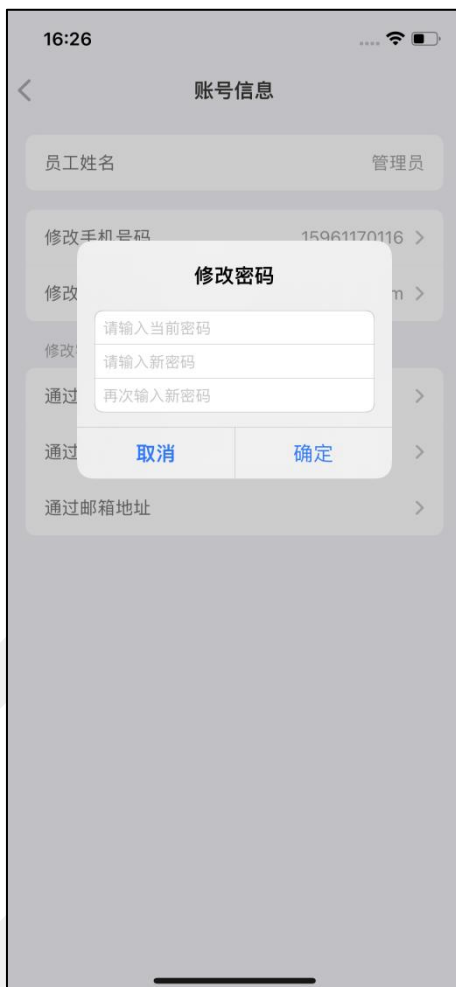 16:26
账号信息
员工姓名 管理员
修改手机号码 15961170116
修改 m
修改密码
请输入当前密码
请输入新密码
再次输入新密码
取消 确定
修改
通过
通过
通过邮箱地址